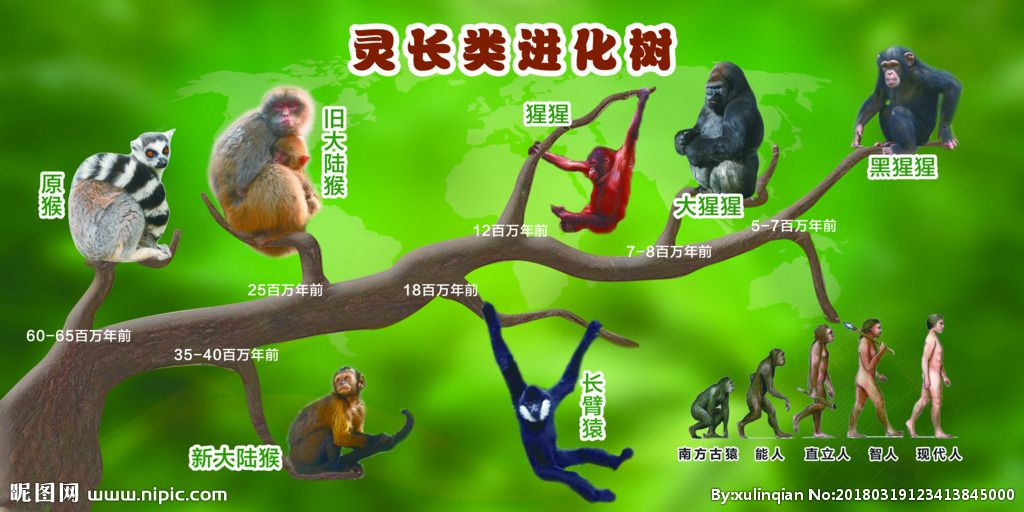 灵长类进化树
原猴
旧大陆猴
猩猩
大猩猩
黑猩猩
12百万年前
5-7百万年前
7-8百万年前
25百万年前
18百万年前
60-65百万年前
35-40百万年前
新大陆猴
长臂猿
南方古猿 能人 直立人 智人 现代人
昵图网 www.nipic.com
By:xulinqian No:20180319123413845000